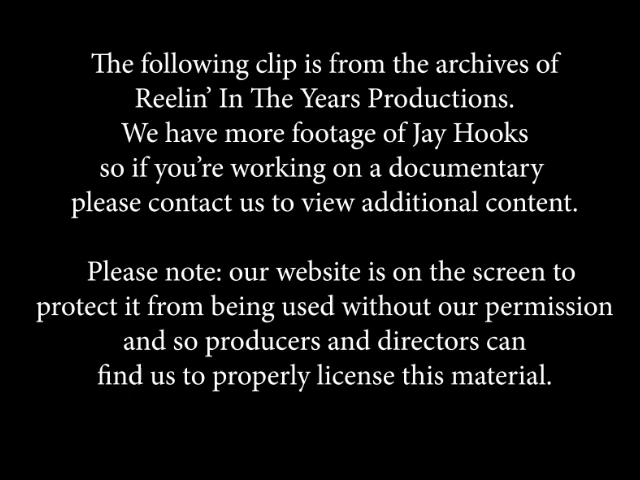 The following clip is from the archives of
Reelin’ In The Years Productions.
We have more footage of Jay Hooks
so if you’re working on a documentary
please contact us to view additional content.
Please note: our website is on the screen to
protect it from being used without our permission
and so producers and directors can
find us to properly license this material.